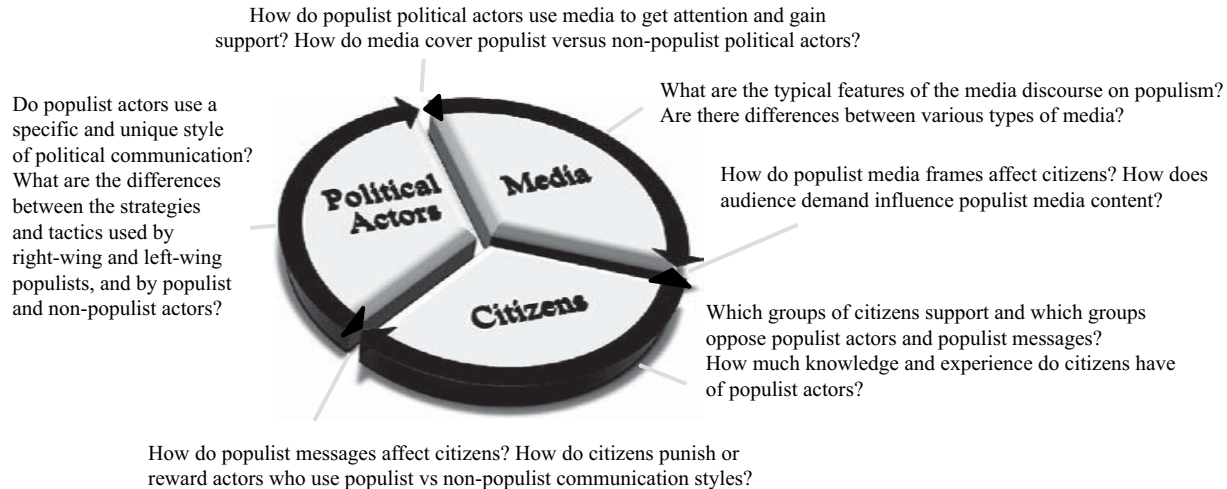 How do populist political actors use media to get attention and gain
support? How do media cover populist versus non-populist political actors?
Do populist actors use a
specific and unique style
of political communication?
What are the differences
between the strategies
and tactics used by
right-wing and left-wing
populists, and by populist
and non-populist actors?
Political
Actors
Media
Citizens
What are the typical features of the media discourse on populism?
Are there differences between various types of media?
How do populist media frames affect citizens? How does
audience demand influence populist media content?
Which groups of citizens support and which groups
oppose populist actors and populist messages?
How much knowledge and experience do citizens have
of populist actors?
How do populist messages affect citizens? How do citizens punish or
reward actors who use populist vs non-populist communication styles?